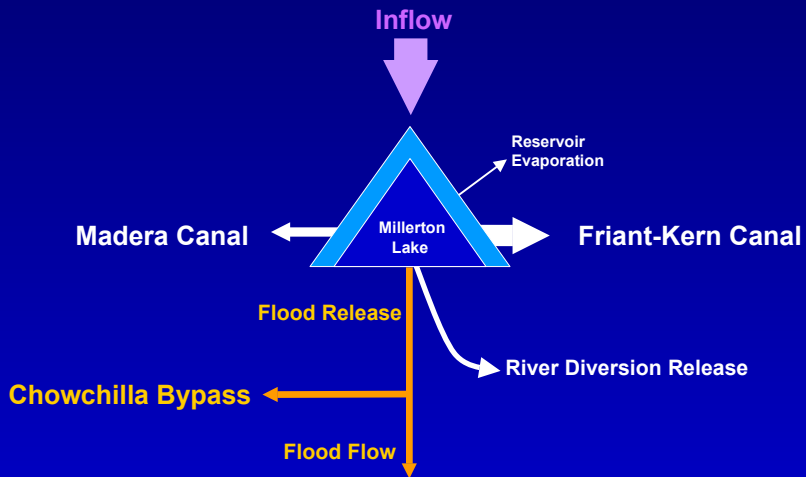 Inflow
Reservoir
Evaporation
Madera Canal
Millerton
Lake
Friant-Kern Canal
Flood Release
River Diversion Release
Chowchilla Bypass
Flood Flow